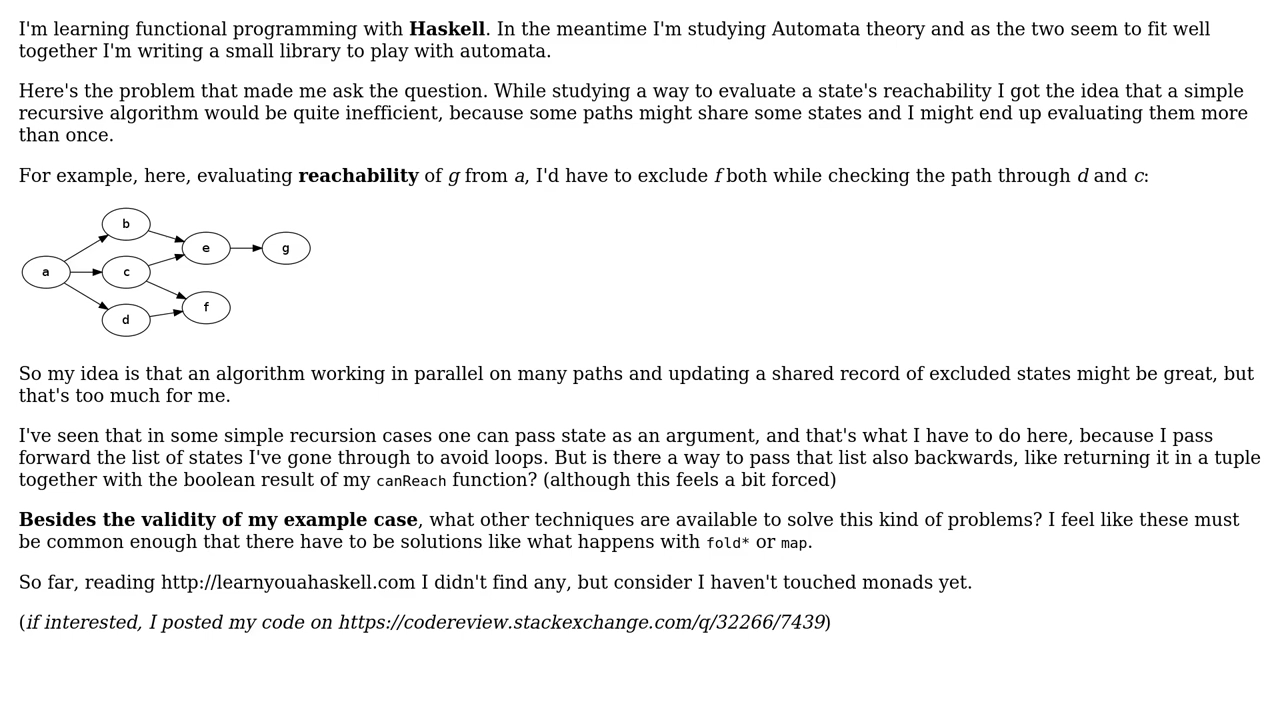 I'm learning functional programming with Haskell. In the meantime I'm studying Automata theory and as the two seem to fit well
together I'm writing a small library to play with automata.
Here's the problem that made me ask the question. While studying a way to evaluate a state's reachability I got the idea that a simple
recursive algorithm would be quite inefficient, because some paths might share some states and I might end up evaluating them more
than once.
For example, here, evaluating reachability of g from a, I'd have to exclude f both while checking the path through d and c:
b
e
g
a
c
f
d
So my idea is that an algorithm working in parallel on many paths and updating a shared record of excluded states might be great, but
that's too much for me.
I've seen that in some simple recursion cases one can pass state as an argument, and that's what I have to do here, because I pass
forward the list of states I've gone through to avoid loops. But is there a way to pass that list also backwards, like returning it in a tuple
together with the boolean result of my canReach function? (although this feels a bit forced)
Besides the validity of my example case, what other techniques are available to solve this kind of problems? I feel like these must
be common enough that there have to be solutions like what happens with fold* or map.
So far, reading http://learnyouahaskell.com I didn't find any, but consider I haven't touched monads yet.
(if interested, I posted my code on https://codereview.stackexchange.com/q/32266/7439)